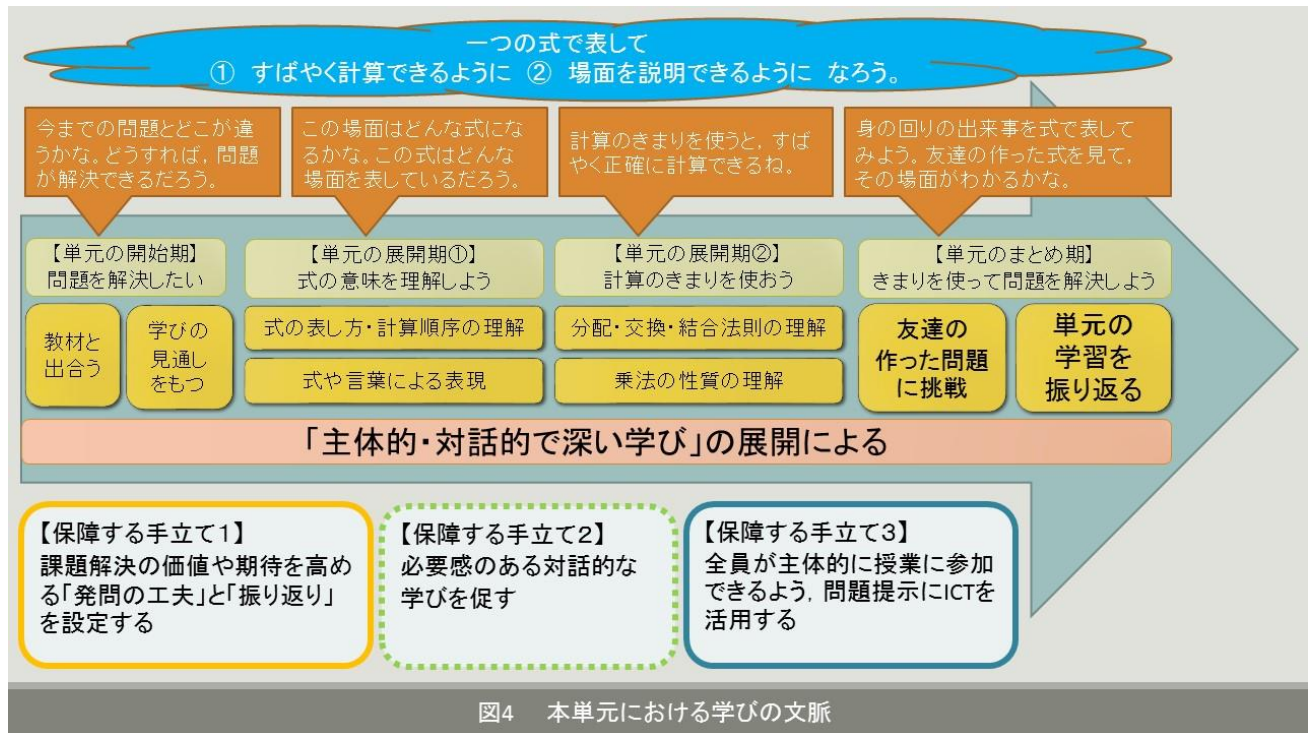 一つの式で表して
① すばやく計算できるように ② 場面を説明できるように なろう。
今までの問題とどこが違
うかな。どうすれば，問題
が解決できるだろう。
この場面はどんな式にな
るかな。この式はどんな
場面を表しているだろう。
計算のきまりを使うと，すば
やく正確に計算できるね。
身の回りの出来事を式で表して
みよう。友達の作った式を見て，
その場面がわかるかな。
【単元の開始期】
問題を解決したい
【単元の展開期①】
式の意味を理解しよう
【単元の展開期②】
計算のきまりを使おう
【単元のまとめ期】
きまりを使って問題を解決しよう
教材と
出合う
学びの
見通し
をもつ
式の表し方・計算順序の理解
式や言葉による表現
分配・交換・結合法則の理解
乗法の性質の理解
友達の
作った問題
に挑戦
単元の
学習を
振り返る
「主体的・対話的で深い学び」の展開による
【保障する手立て１】
課題解決の価値や期待を高め
る「発問の工夫」と「振り返り」
を設定する
【保障する手立て２】
必要感のある対話的な
学びを促す
【保障する手立て３】
全員が主体的に授業に参加
できるよう，問題提示にICTを
活用する
図4 本単元における学びの文脈